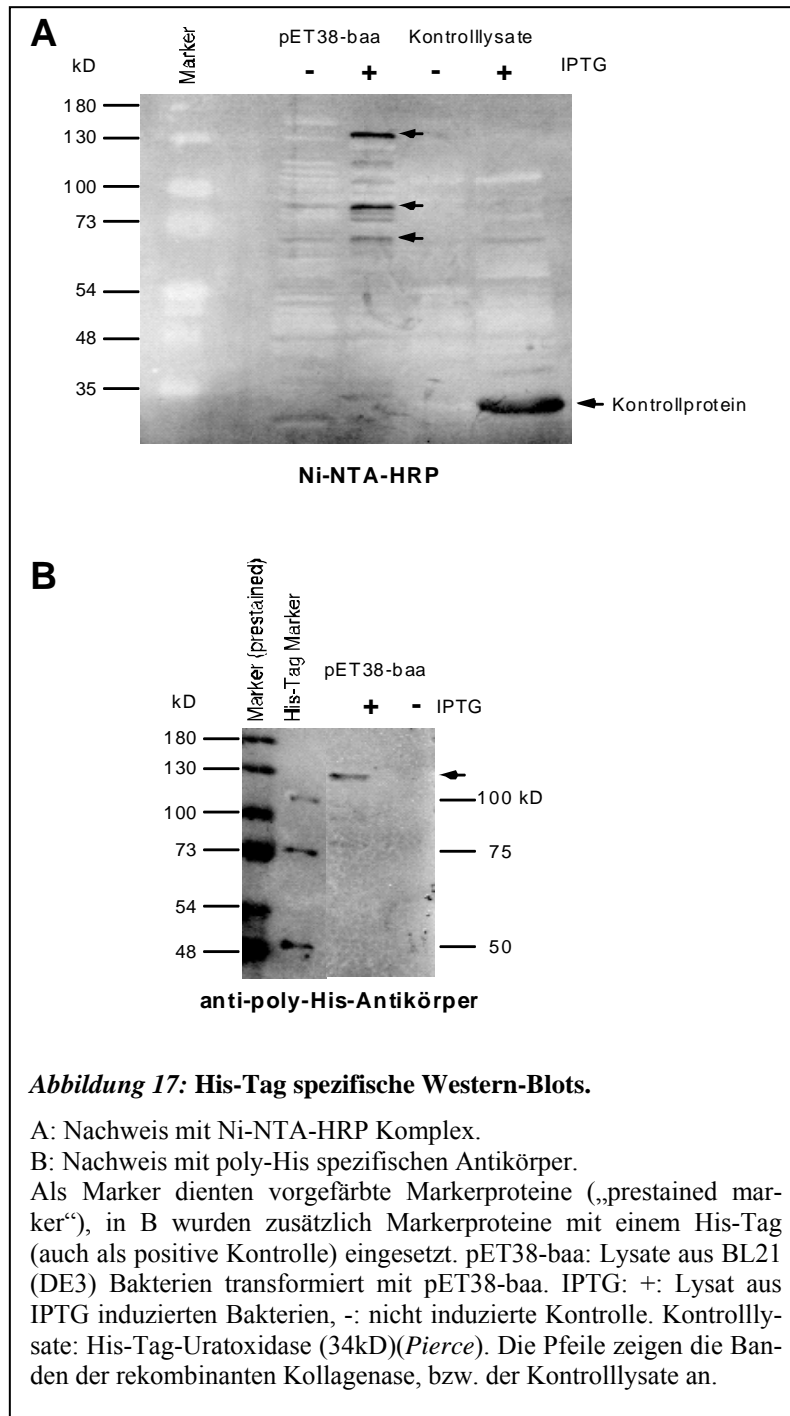 A
kD
Marker
pET38-baa
Kontrolllysate
- + - + IPTG
180
130
100
73
54
48
35
Kontrollprotein
Ni-NTA-HRP
B
kD
Marker (prestained)
His-Tag Marker
pET38-baa
+ - IPTG
180
130
100
73
54
48
100 kD
75
50
anti-poly-His-Antikörper
Abbildung 17: His-Tag spezifische Western-Blots.
A: Nachweis mit Ni-NTA-HRP Komplex.
B: Nachweis mit poly-His spezifischen Antikörper.
Als Marker dienten vorgefärbte Markerproteine („prestained mar-
ker“), in B wurden zusätzlich Markerproteine mit einem His-Tag
(auch als positive Kontrolle) eingesetzt. pET38-baa: Lysate aus BL21
(DE3) Bakterien transformiert mit pET38-baa. IPTG: +: Lysat aus
IPTG induzierten Bakterien, -: nicht induzierte Kontrolle. Kontrollly-
sate: His-Tag-Uratoxidase (34kD)(Pierce). Die Pfeile zeigen die Ban-
den der rekombinanten Kollagenase, bzw. der Kontrolllysate an.